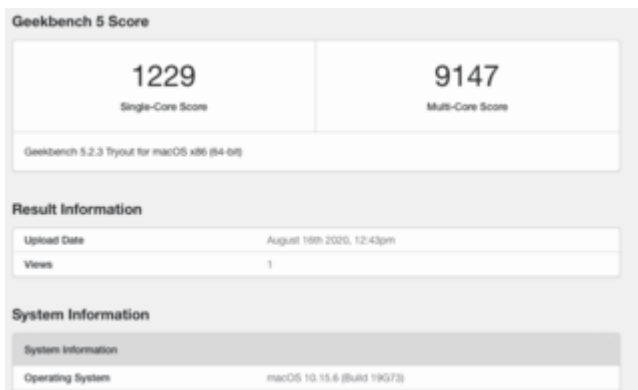 Geekbench 5 Score
1229
Single-Core Score
9147
Multi-Core Score
Geekbench 5.2.3 Tryout for macOS x86 (64-bit)
Result Information
Upload Date August 16th 2020, 12:43pm
Views 1
System Information
System Information
Operating System macOS 10.15.6 (Build 19G73)